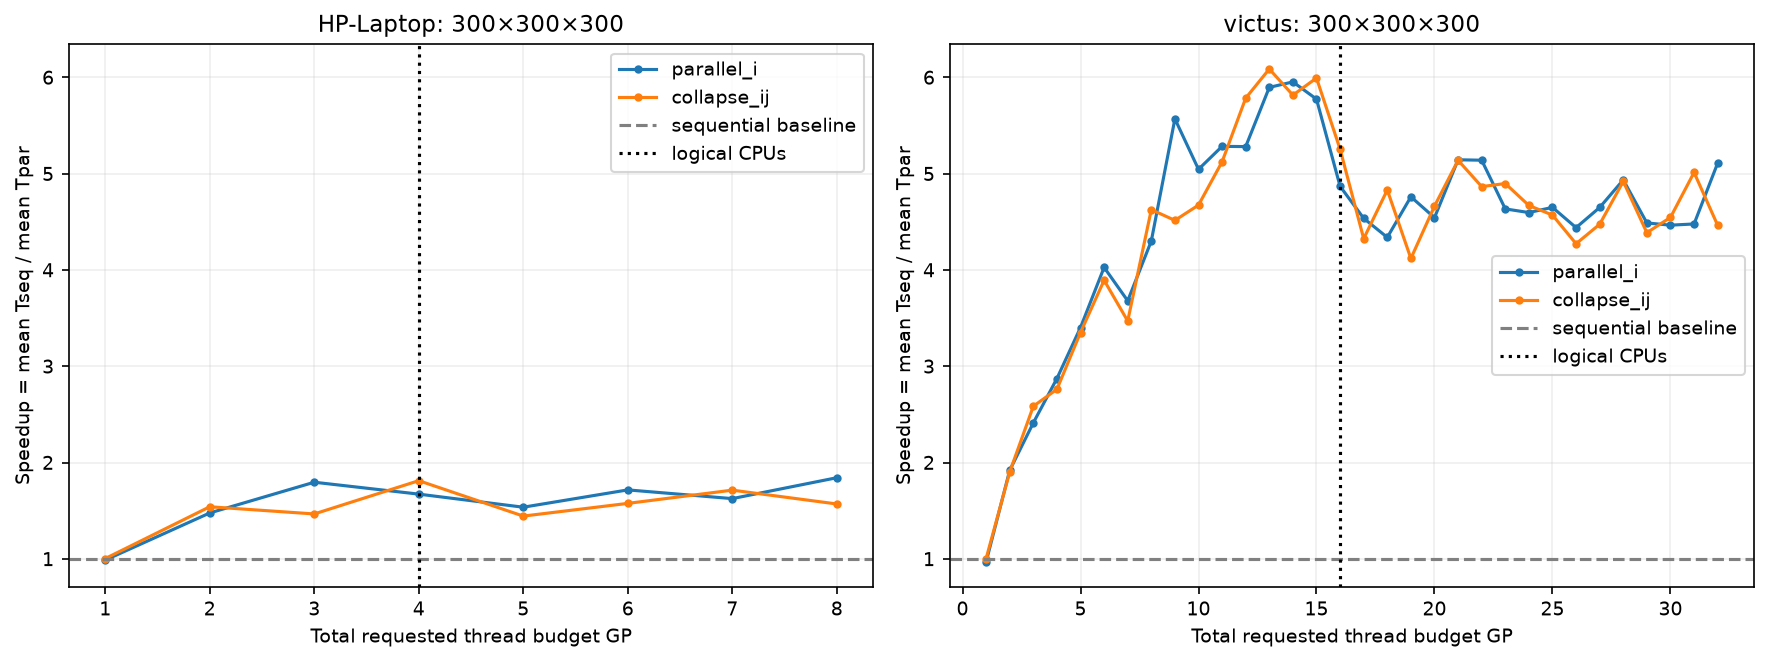 HP-Laptop: 300×300×300
Speedup = mean Tseq / mean Tpar
6
5
4
3
2
1
parallel_i
collapse_ij
sequential baseline
logical CPUs
1 2 3 4 5 6 7 8
Total requested thread budget GP
victus: 300×300×300
Speedup = mean Tseq / mean Tpar
6
5
4
3
2
1
parallel_i
collapse_ij
sequential baseline
logical CPUs
0 5 10 15 20 25 30
Total requested thread budget GP